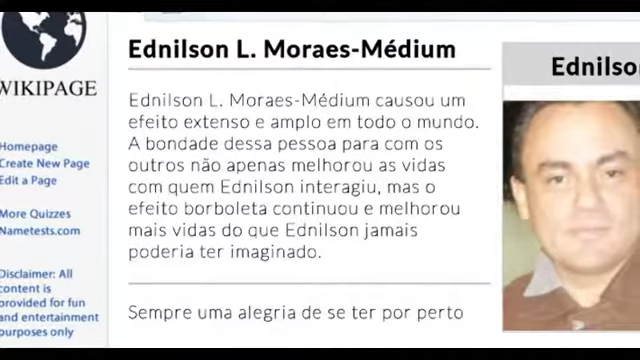 WIKIPAGE
Homepage
Create New Page
Edit a Page
More Quizzes
Nametests.com
Disclaimer: All
content is
provided for fun
and entertainment
purposes only
Ednilson L. Moraes-Médium
Ednilson L. Moraes-Médium causou um
efeito extenso e amplo em todo o mundo.
A bondade dessa pessoa para com os
outros não apenas melhorou as vidas
com quem Ednilson interagiu, mas o
efeito borboleta continuou e melhorou
mais vidas do que Ednilson jamais
poderia ter imaginado.
Sempre uma alegria de se ter por perto
Ednilso